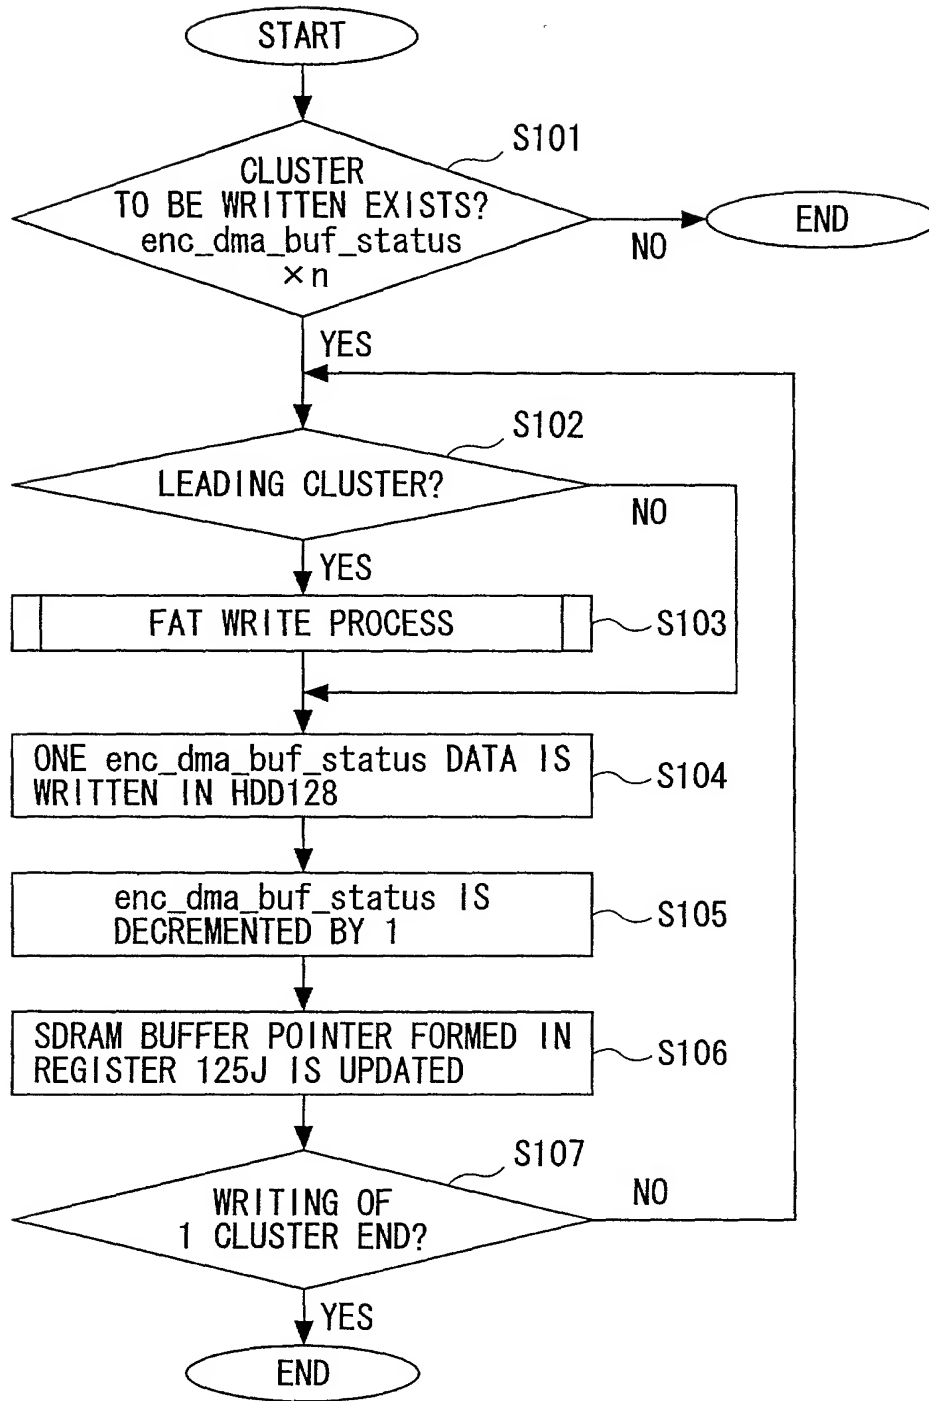 START
S101
CLUSTER
TO BE WRITTEN EXISTS?
enc_dma_buf_status
×n
NO
END
YES
S102
LEADING CLUSTER?
NO
YES
FAT WRITE PROCESS
S103
ONE enc_dma_buf_status DATA IS
WRITTEN IN HDD128
S104
enc_dma_buf_status IS
DECREMENTED BY 1
S105
SDRAM BUFFER POINTER FORMED IN
REGISTER 125J IS UPDATED
S106
S107
WRITING OF
1 CLUSTER END?
NO
YES
END